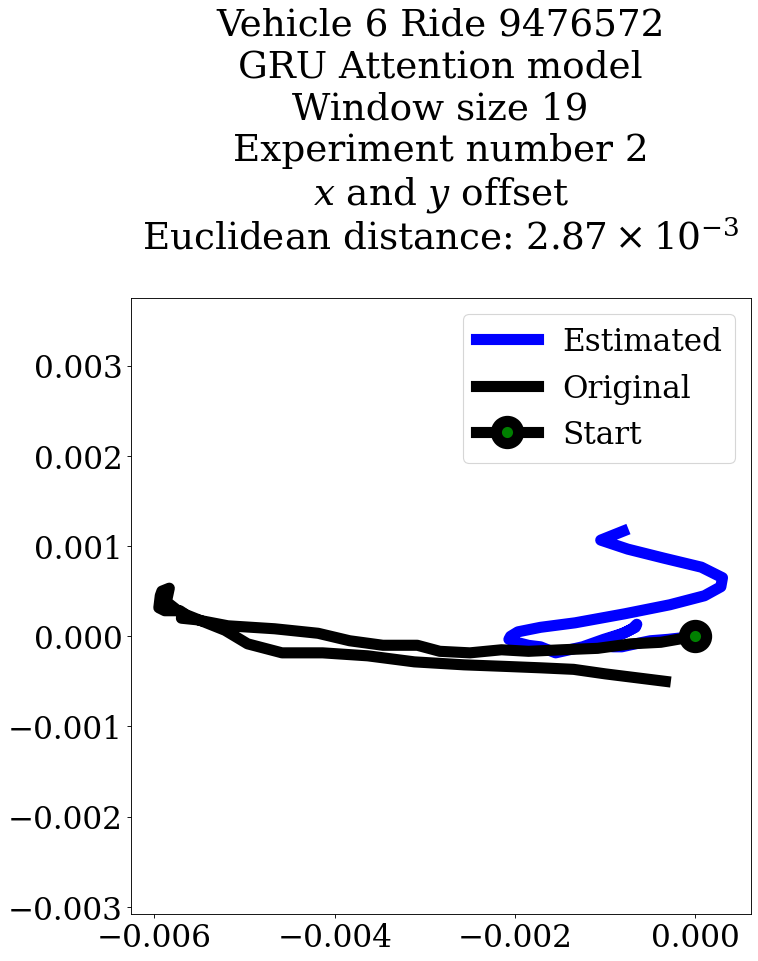 Vehicle 6 Ride 9476572
GRU Attention model
Window size 19
Experiment number 2
x and y offset
Euclidean distance: 2.87 × 10⁻³
Estimated
Original
Start
0.003
0.002
0.001
0.000
−0.001
−0.002
−0.003
−0.006 −0.004 −0.002 0.000